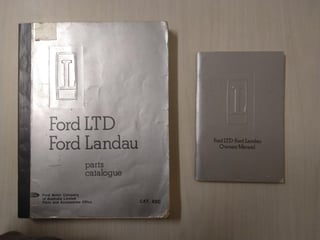 Ford LTD
Ford Landau
parts
catalogue
Ford Motor Company
of Australia Limited
Parts and Accessories Office
Ford LTD·Ford Landau
Owners Manual